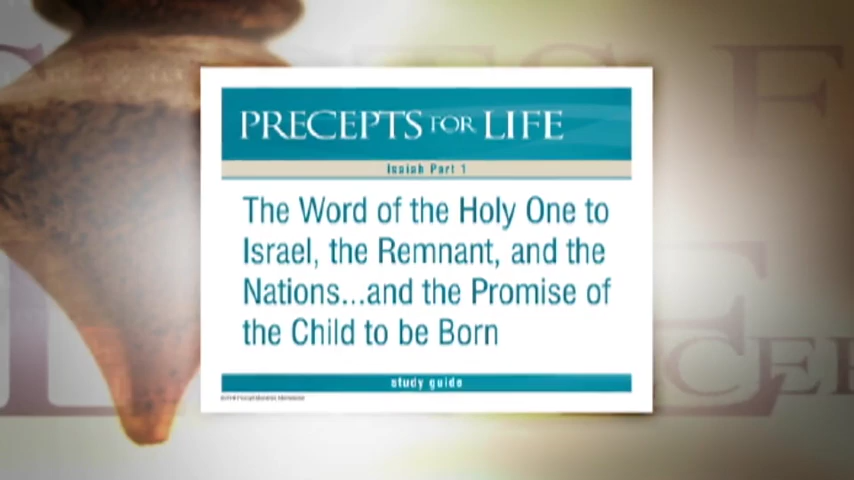 PRECEPTS FOR LIFE
Isaiah Part 1
The Word of the Holy One to
Israel, the Remnant, and the
Nations...and the Promise of
the Child to be Born
study guide